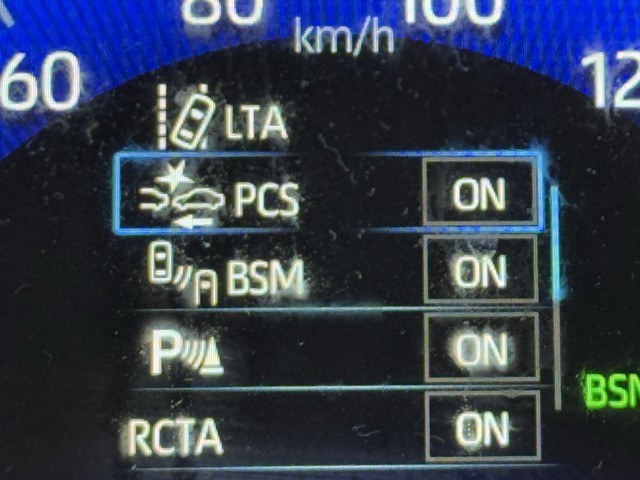 80 100
km/h
60 12
LTA
PCS ON
BSM ON
P ON
BSM
RCTA ON